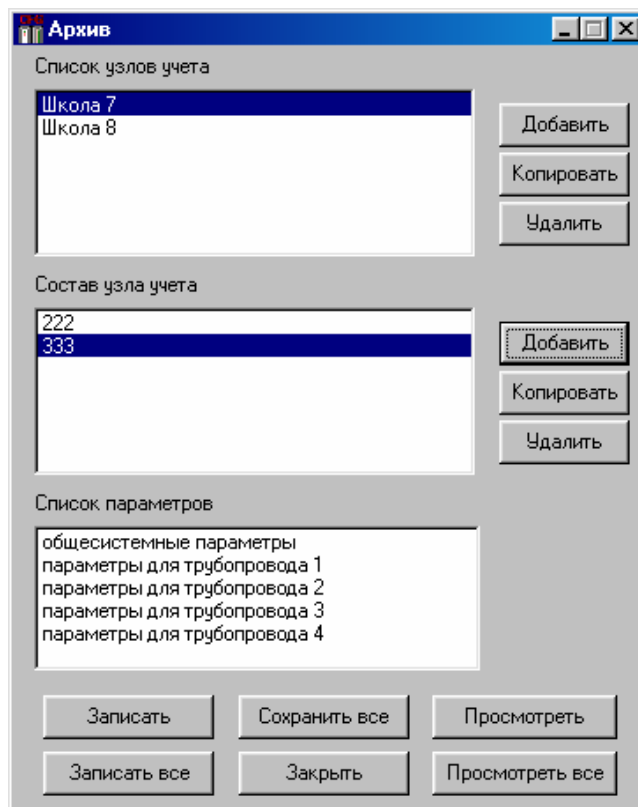 Архив
Список узлов учета
Школа 7
Школа 8
Добавить
Копировать
Удалить
Состав узла учета
222
333
Добавить
Копировать
Удалить
Список параметров
общесистемные параметры
параметры для трубопровода 1
параметры для трубопровода 2
параметры для трубопровода 3
параметры для трубопровода 4
Записать Сохранить все Просмотреть
Записать все Закрыть Просмотреть все